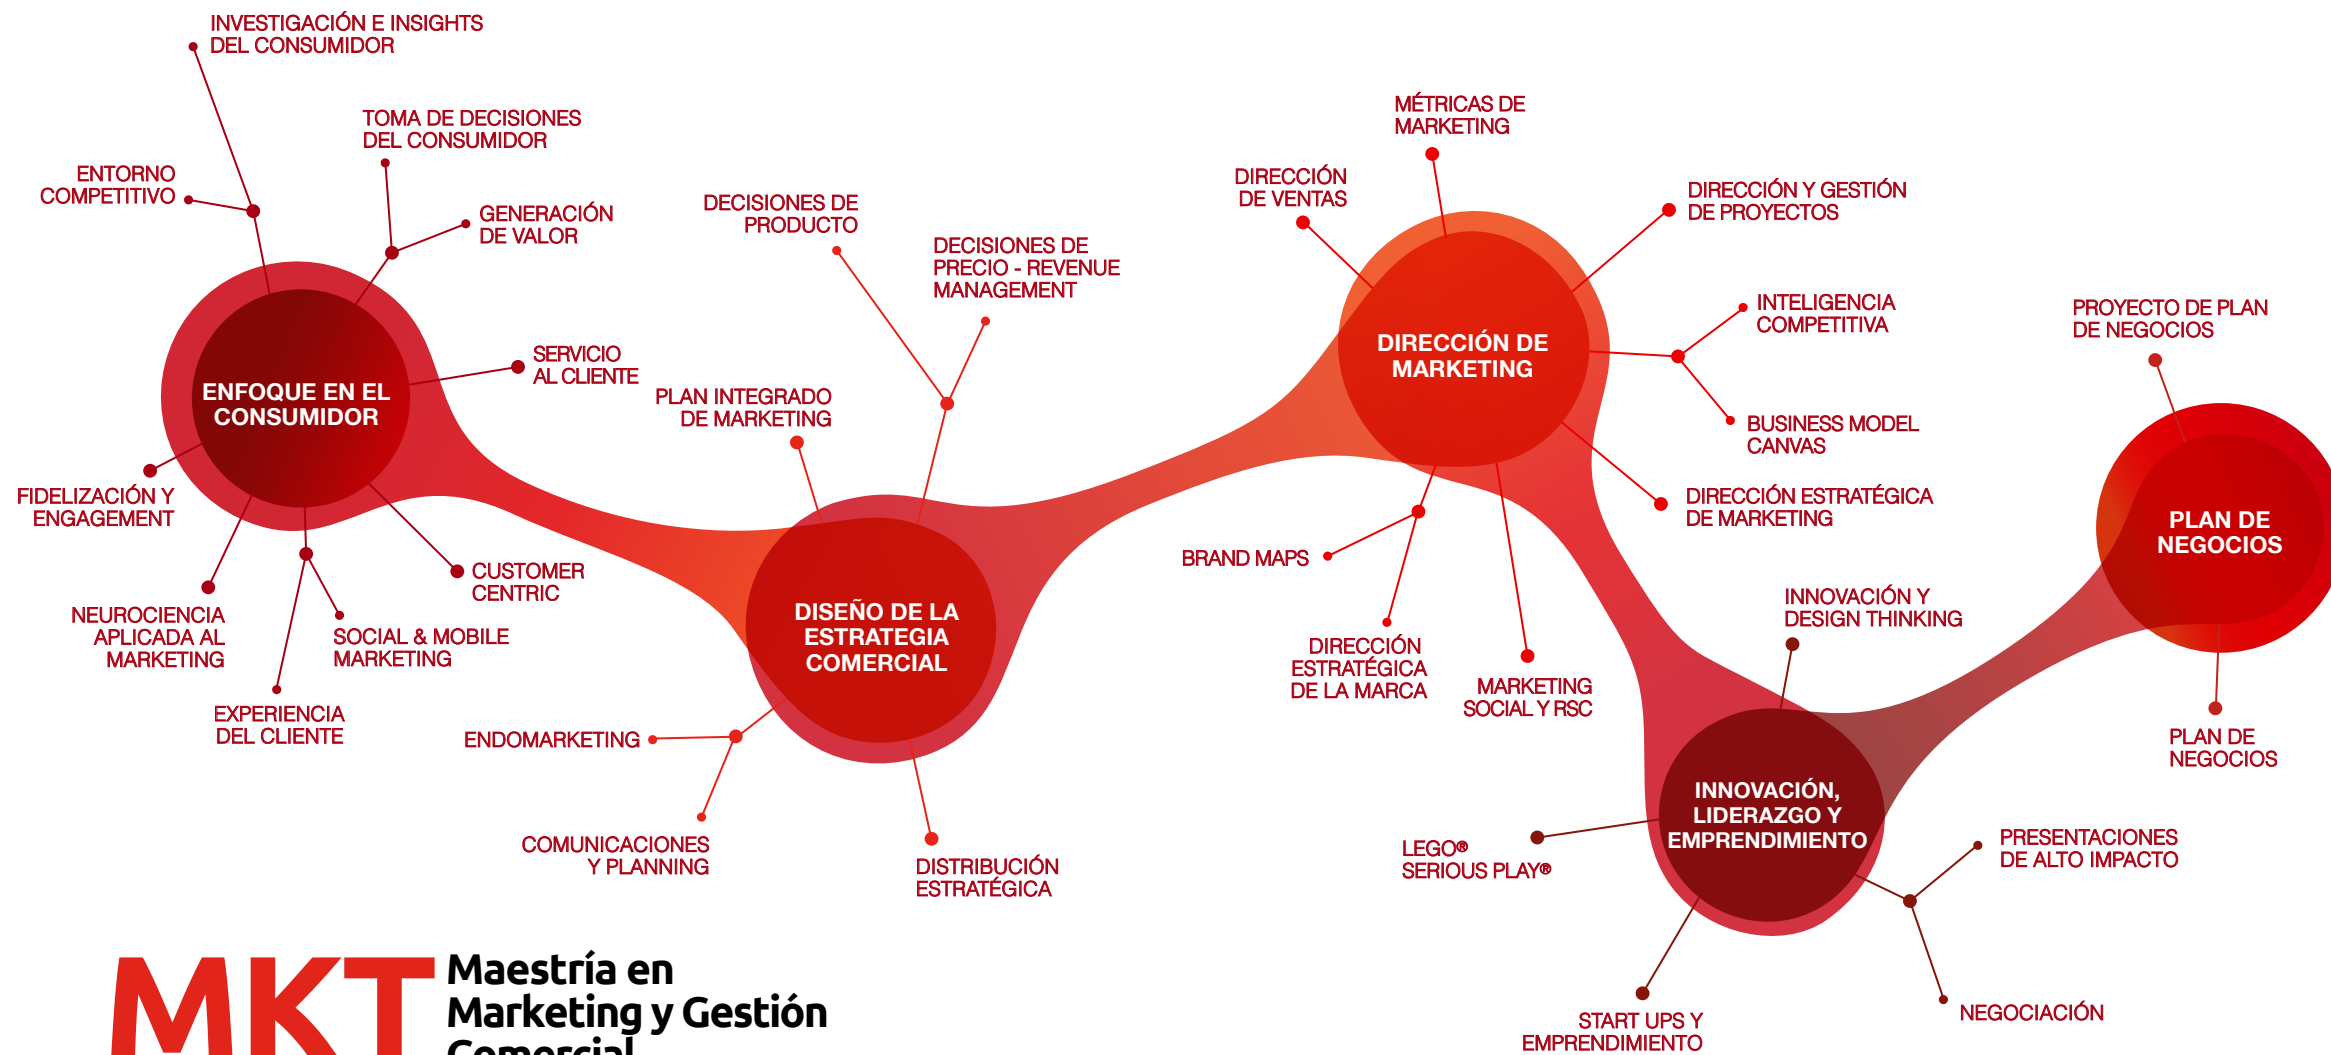 INVESTIGACIÓN E INSIGHTS
DEL CONSUMIDOR
TOMA DE DECISIONES
DEL CONSUMIDOR
ENTORNO
COMPETITIVO
GENERACIÓN
DE VALOR
SERVICIO
AL CLIENTE
ENFOQUE EN EL
CONSUMIDOR
FIDELIZACIÓN Y
ENGAGEMENT
NEUROCIENCIA
APLICADA AL
MARKETING
CUSTOMER
CENTRIC
SOCIAL & MOBILE
MARKETING
EXPERIENCIA
DEL CLIENTE
DECISIONES DE
PRODUCTO
DECISIONES DE
PRECIO - REVENUE
MANAGEMENT
PLAN INTEGRADO
DE MARKETING
DISEÑO DE LA
ESTRATEGIA
COMERCIAL
ENDOMARKETING
COMUNICACIONES
Y PLANNING
DISTRIBUCIÓN
ESTRATÉGICA
MÉTRICAS DE
MARKETING
DIRECCIÓN
DE VENTAS
DIRECCIÓN Y GESTIÓN
DE PROYECTOS
INTELIGENCIA
COMPETITIVA
DIRECCIÓN DE
MARKETING
BUSINESS MODEL
CANVAS
DIRECCIÓN ESTRATÉGICA
DE MARKETING
BRAND MAPS
DIRECCIÓN
ESTRATÉGICA
DE LA MARCA
MARKETING
SOCIAL Y RSC
INNOVACIÓN Y
DESIGN THINKING
INNOVACIÓN,
LIDERAZGO Y
EMPRENDIMIENTO
LEGO®
SERIOUS PLAY®
PRESENTACIONES
DE ALTO IMPACTO
START UPS Y
EMPRENDIMIENTO
NEGOCIACIÓN
PROYECTO DE PLAN
DE NEGOCIOS
PLAN DE
NEGOCIOS
PLAN DE
NEGOCIOS
MKT
Maestría en
Marketing y Gestión
Comercial